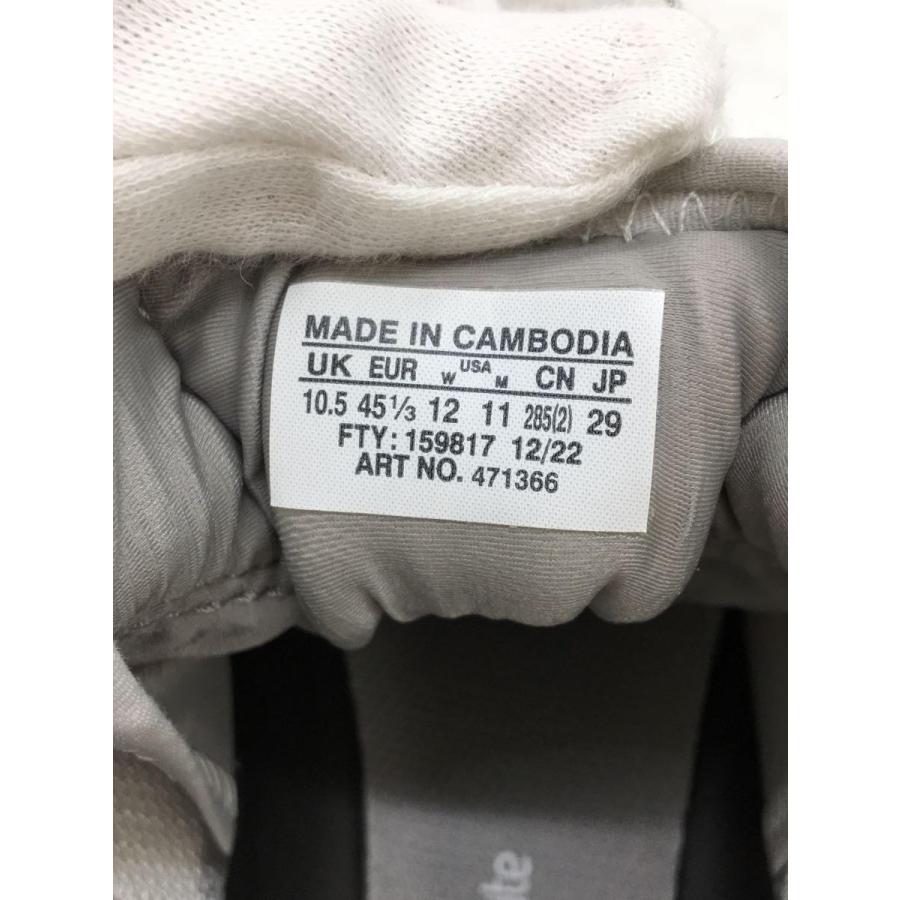 MADE IN CAMBODIA
UK EUR W USA M CN JP
10.5 45⅓ 12 11 285(2) 29
FTY: 159817 12/22
ART NO. 471366